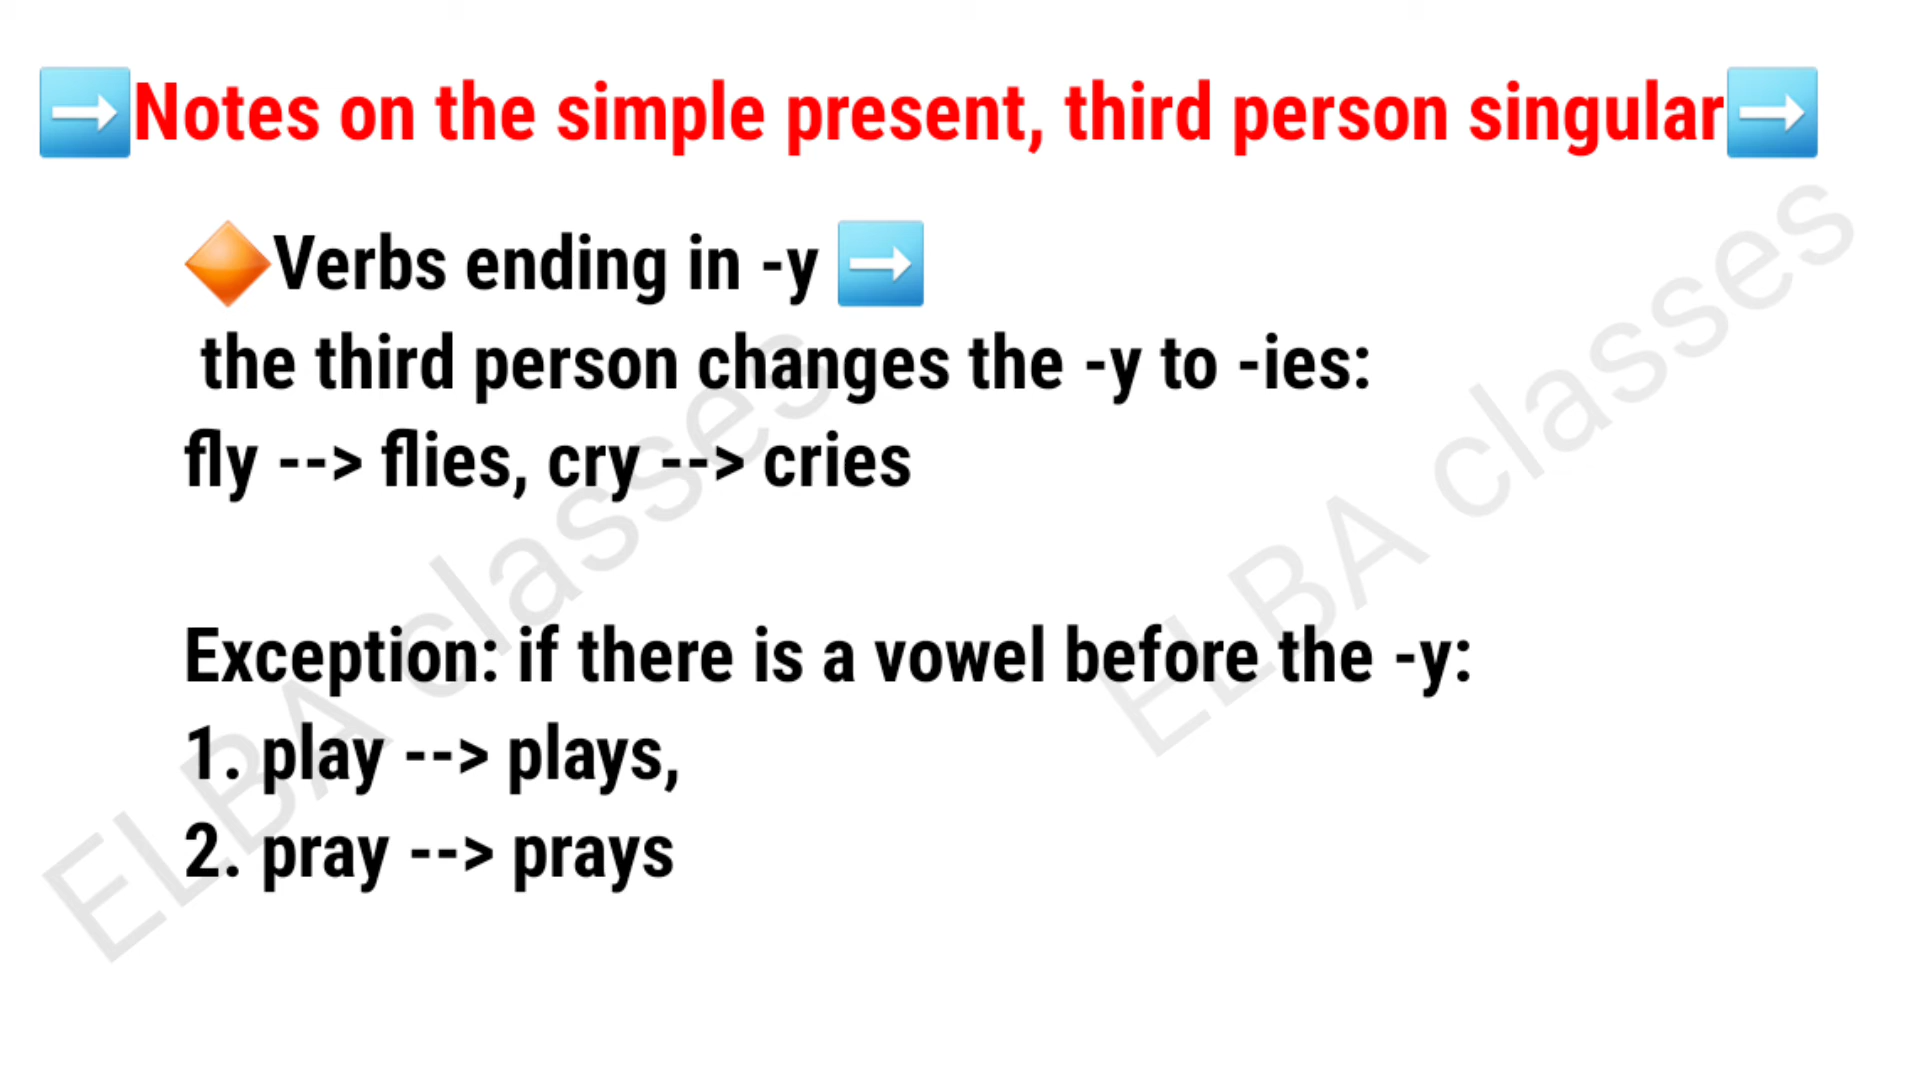 ➡️Notes on the simple present, third person singular➡️
🔶Verbs ending in -y ➡️
the third person changes the -y to -ies:
fly --> flies, cry --> cries
Exception: if there is a vowel before the -y:
1. play --> plays,
2. pray --> prays
ELBA classes
ELBA classes